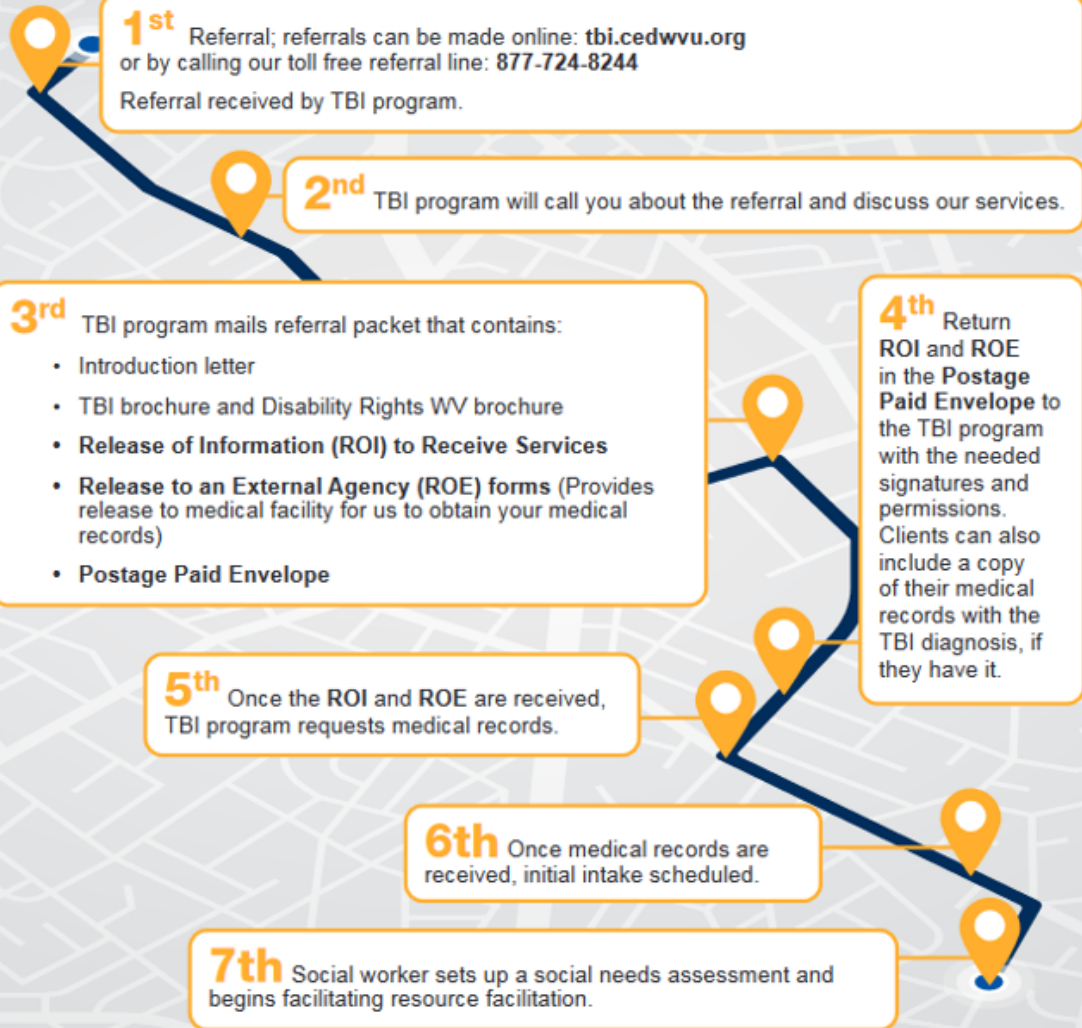 1st Referral; referrals can be made online: tbi.cedwvu.org
or by calling our toll free referral line: 877-724-8244
Referral received by TBI program.
2nd TBI program will call you about the referral and discuss our services.
3rd TBI program mails referral packet that contains:
• Introduction letter
• TBI brochure and Disability Rights WV brochure
• Release of Information (ROI) to Receive Services
• Release to an External Agency (ROE) forms (Provides
release to medical facility for us to obtain your medical
records)
• Postage Paid Envelope
4th Return
ROI and ROE
in the Postage
Paid Envelope to
the TBI program
with the needed
signatures and
permissions.
Clients can also
include a copy
of their medical
records with the
TBI diagnosis, if
they have it.
5th Once the ROI and ROE are received,
TBI program requests medical records.
6th Once medical records are
received, initial intake scheduled.
7th Social worker sets up a social needs assessment and
begins facilitating resource facilitation.